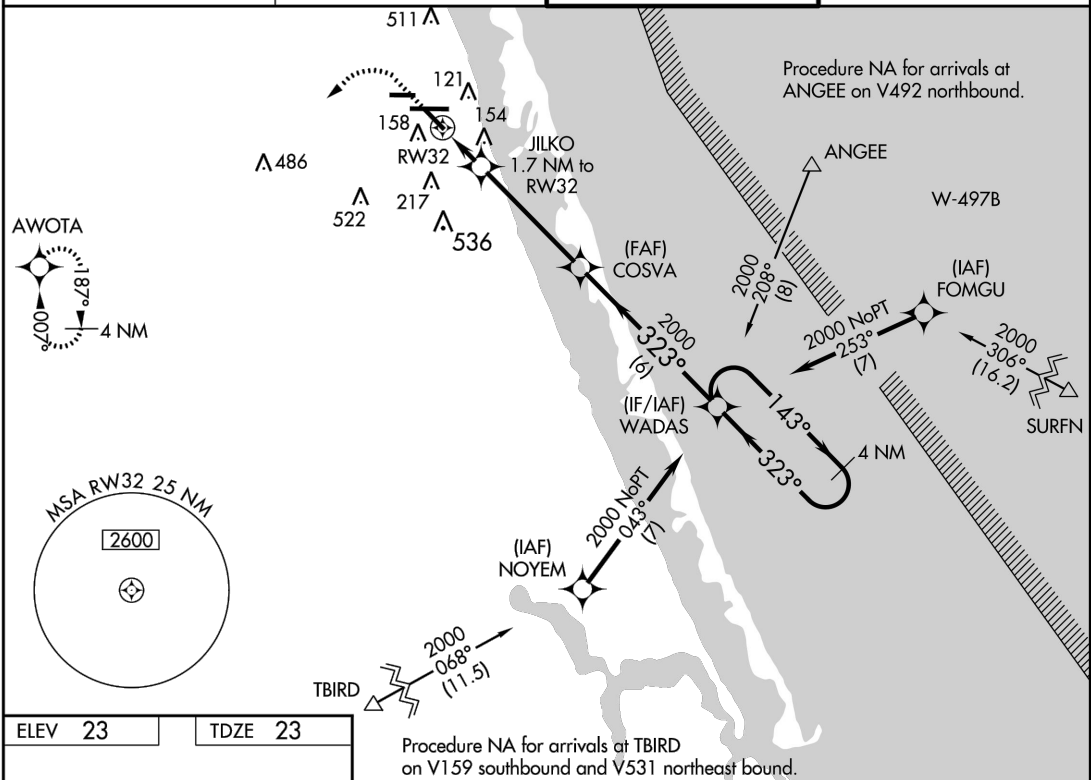 511
Procedure NA for arrivals at
ANGEE on V492 northbound.
121
154
158
RW32
JILKO
1.7 NM to
RW32
486
217
522
536
ANGEE
W-497B
AWOTA
187°
007°
4 NM
(FAF)
COSVA
2000
208°
(8)
(IAF)
FOMGU
2000 NoPT
253°
(7)
2000
306°
(16.2)
SURFN
2000
323°
(6)
(IF/IAF)
WADAS
143°
323°
4 NM
MSA RW32 25 NM
2600
2000 NoPT
043°
(7)
(IAF)
NOYEM
2000
068°
(11.5)
TBIRD
ELEV 23
TDZE 23
Procedure NA for arrivals at TBIRD
on V159 southbound and V531 northeast bound.